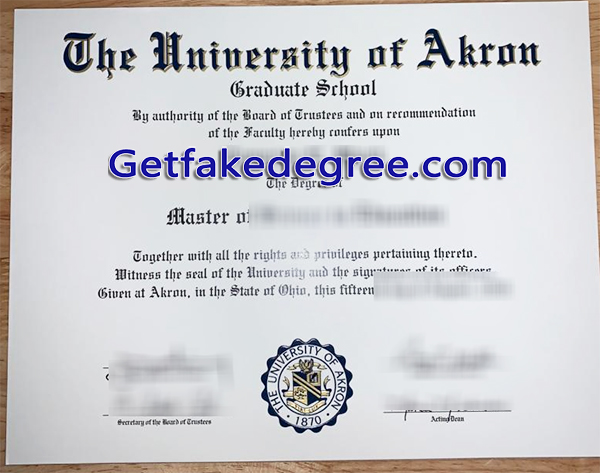 The University of Akron
Graduate School
By authority of the Board of Trustees and on recommendation
of the Faculty hereby confers upon
Getfakedegree.com
The Degree of
Master of
Together with all the rights and privileges pertaining thereto.
Witness the seal of the University and the signatures of its officers
Given at Akron, in the State of Ohio, this fifteen
THE UNIVERSITY OF AKRON
1870
Secretary of the Board of Trustees
Acting Dean